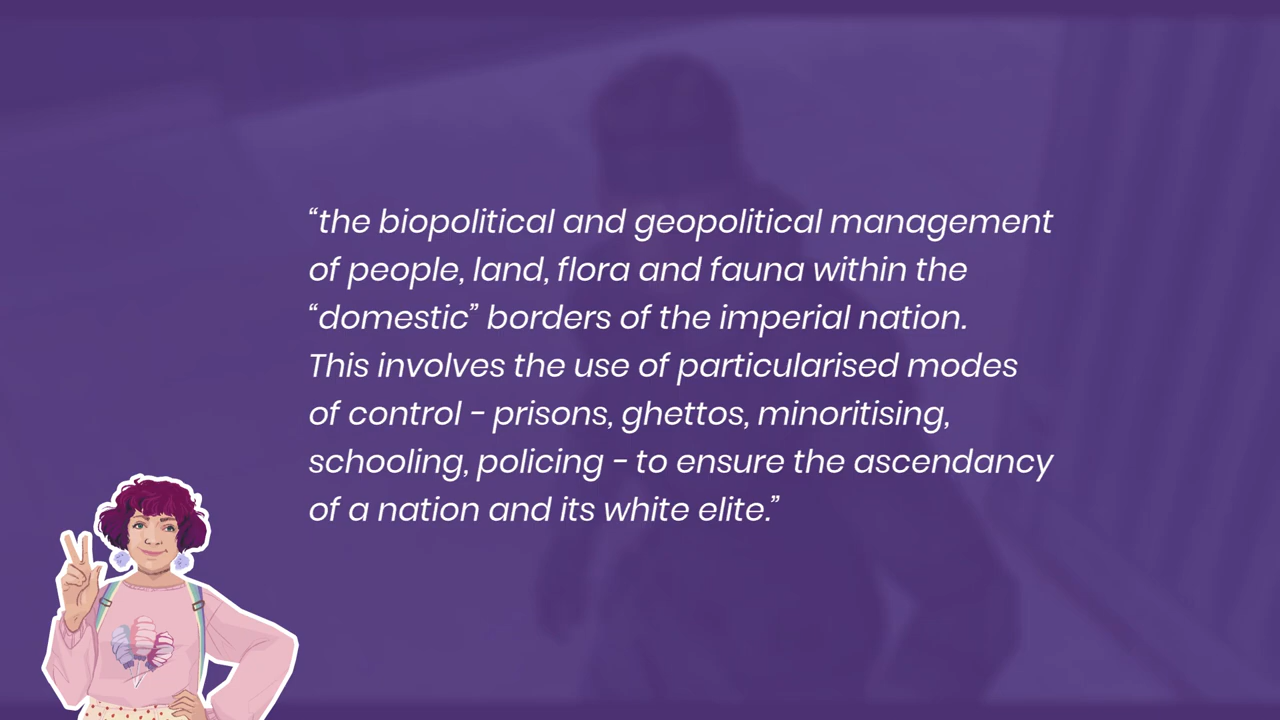 “the biopolitical and geopolitical management
of people, land, flora and fauna within the
“domestic” borders of the imperial nation.
This involves the use of particularised modes
of control - prisons, ghettos, minoritising,
schooling, policing - to ensure the ascendancy
of a nation and its white elite.”